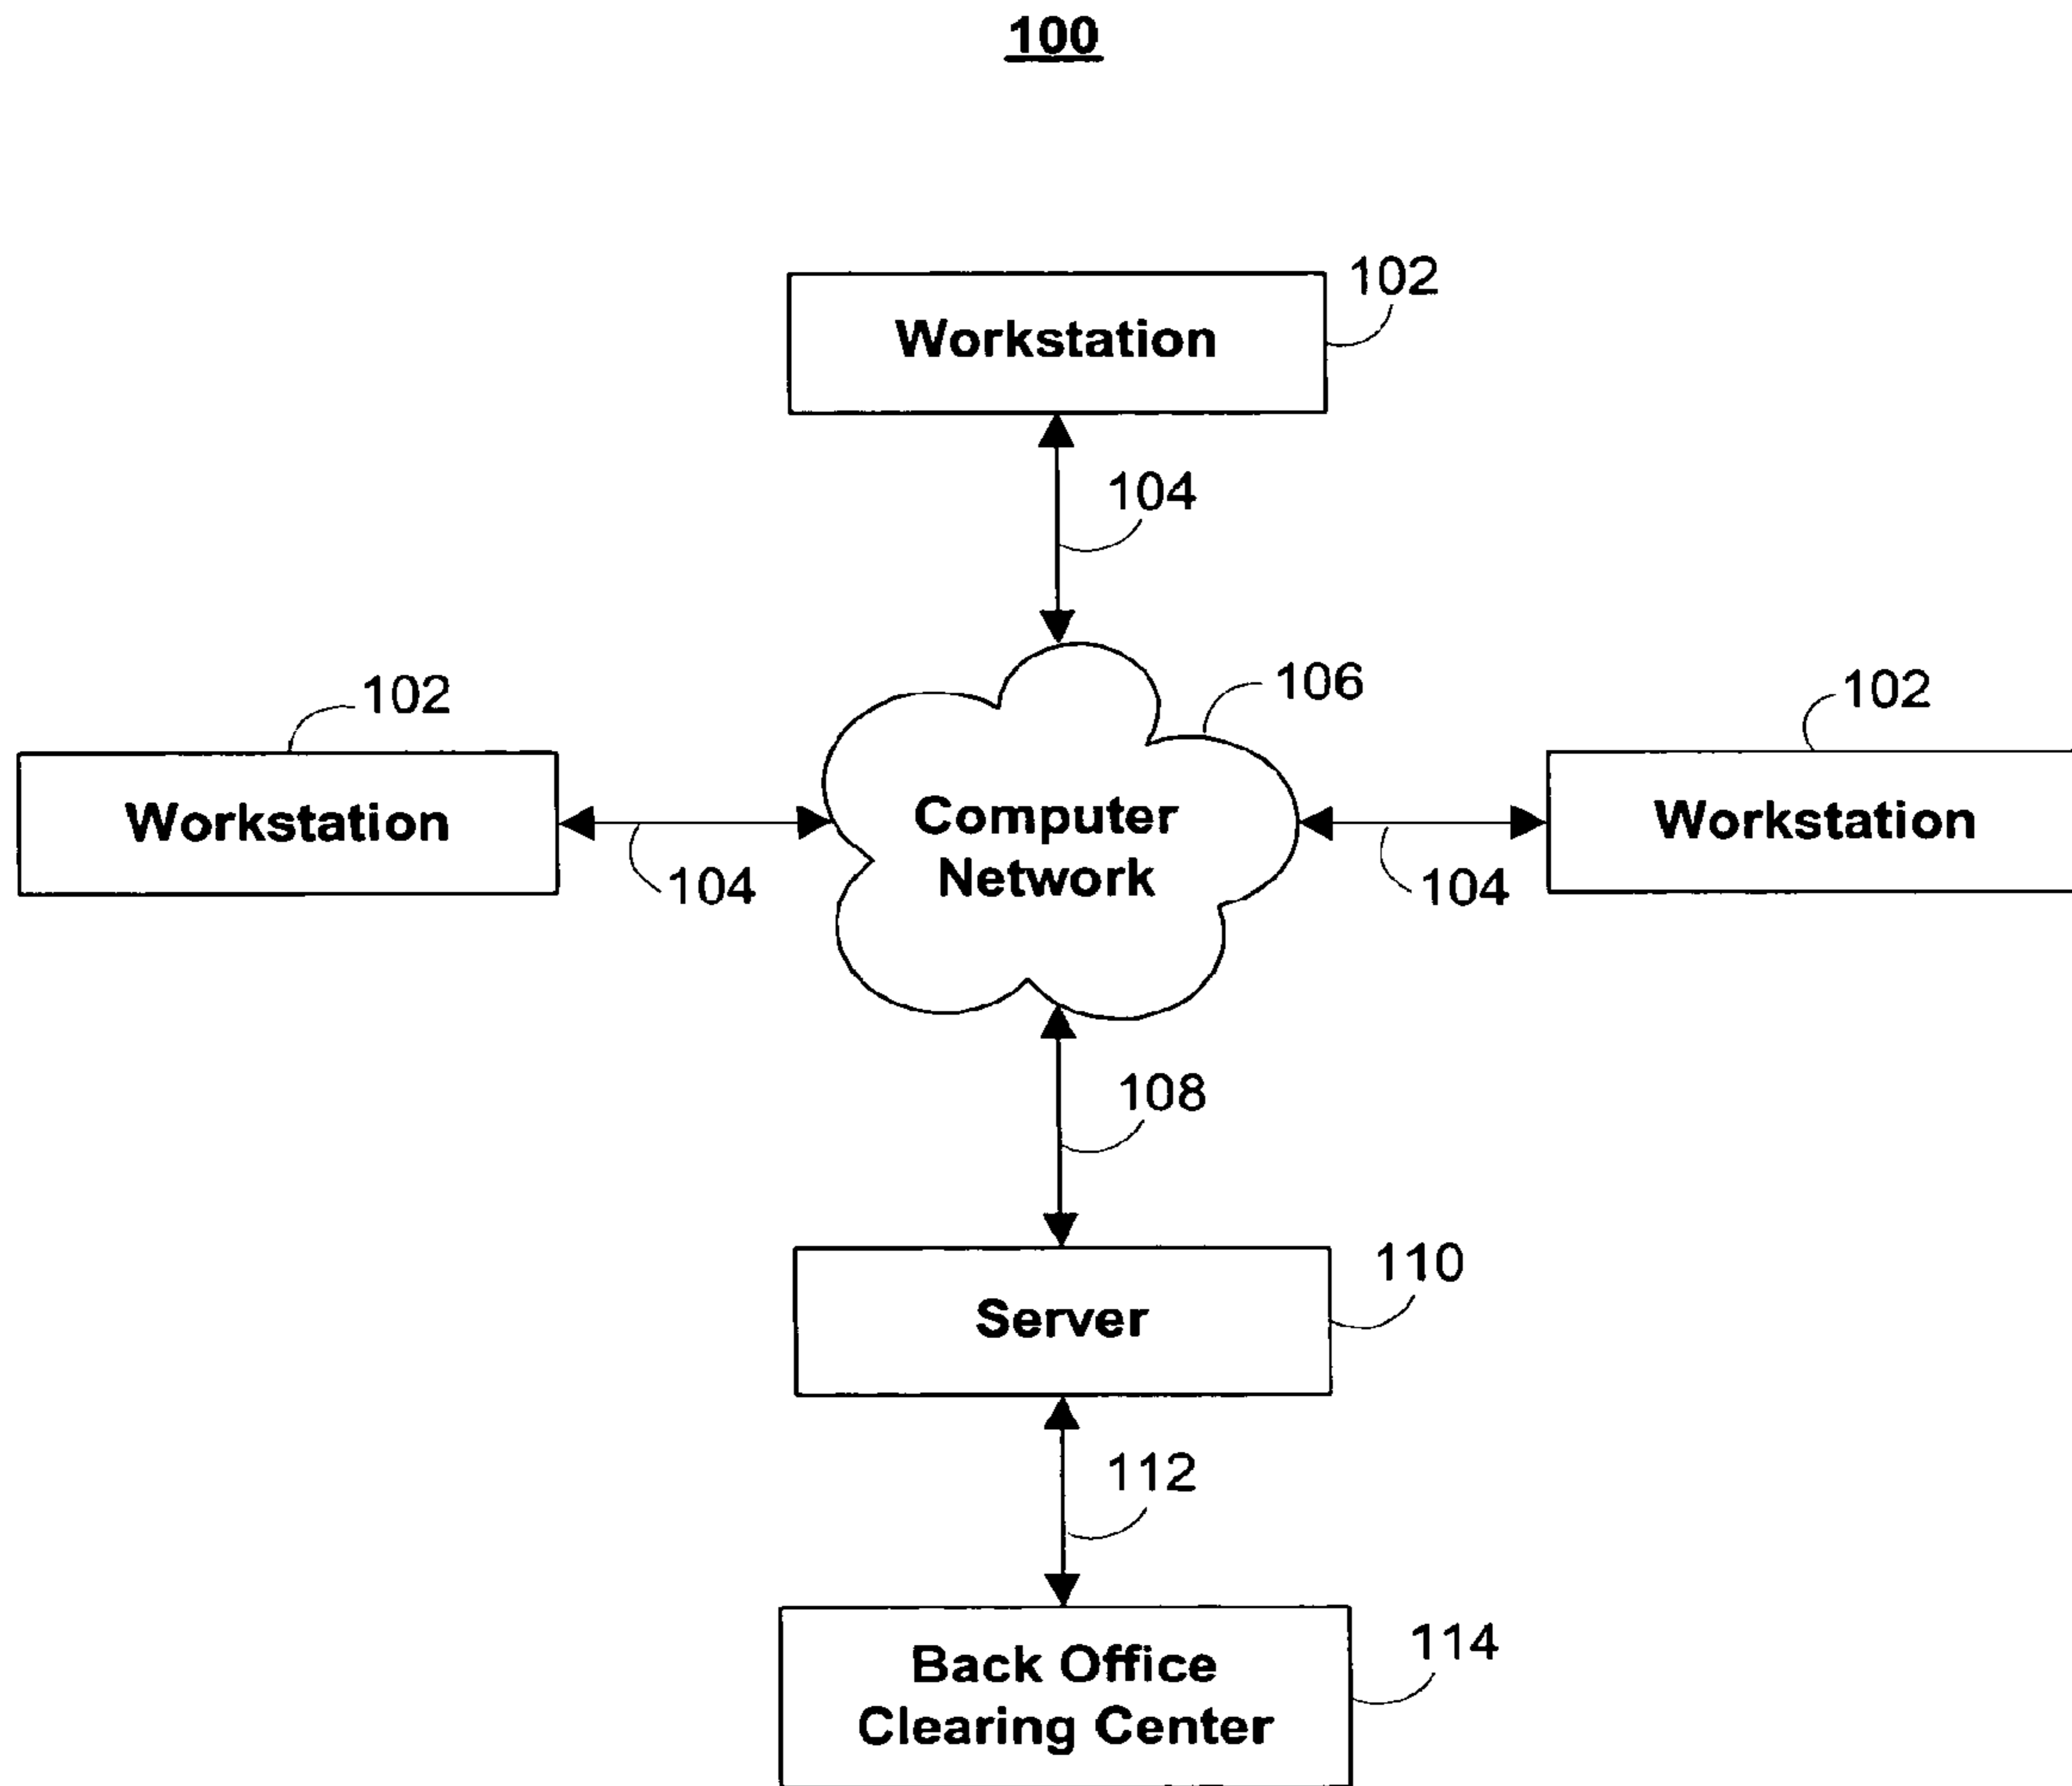 100
102
Workstation
104
106
102
102
Workstation
Computer
Network
Workstation
104
104
108
110
Server
112
114
Back Office
Clearing Center